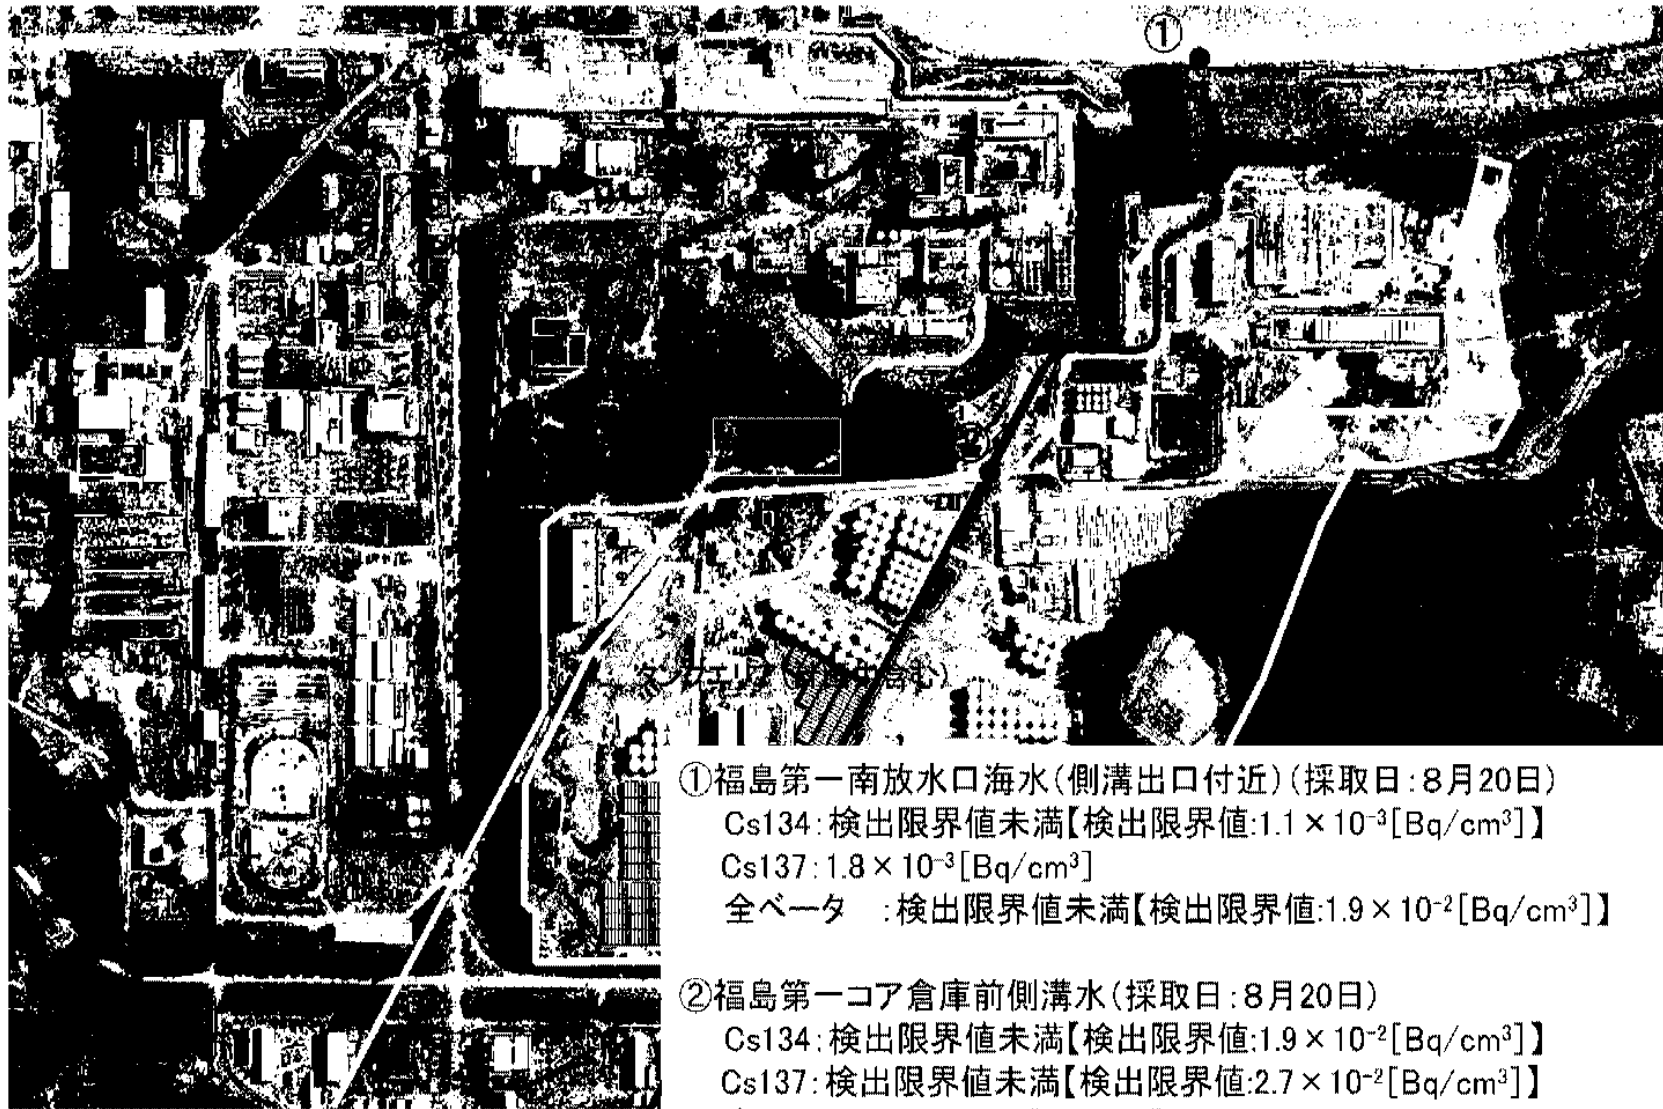 ①
②
タンクエリア
①福島第一南放水口海水(側溝出口付近)(採取日:8月20日)
Cs134:検出限界値未満【検出限界値:1.1×10⁻³[Bq/cm³]】
Cs137:1.8×10⁻³[Bq/cm³]
全ベータ :検出限界値未満【検出限界値:1.9×10⁻²[Bq/cm³]】
②福島第一コア倉庫前側溝水(採取日:8月20日)
Cs134:検出限界値未満【検出限界値:1.9×10⁻²[Bq/cm³]】
Cs137:検出限界値未満【検出限界値:2.7×10⁻²[Bq/cm³]】